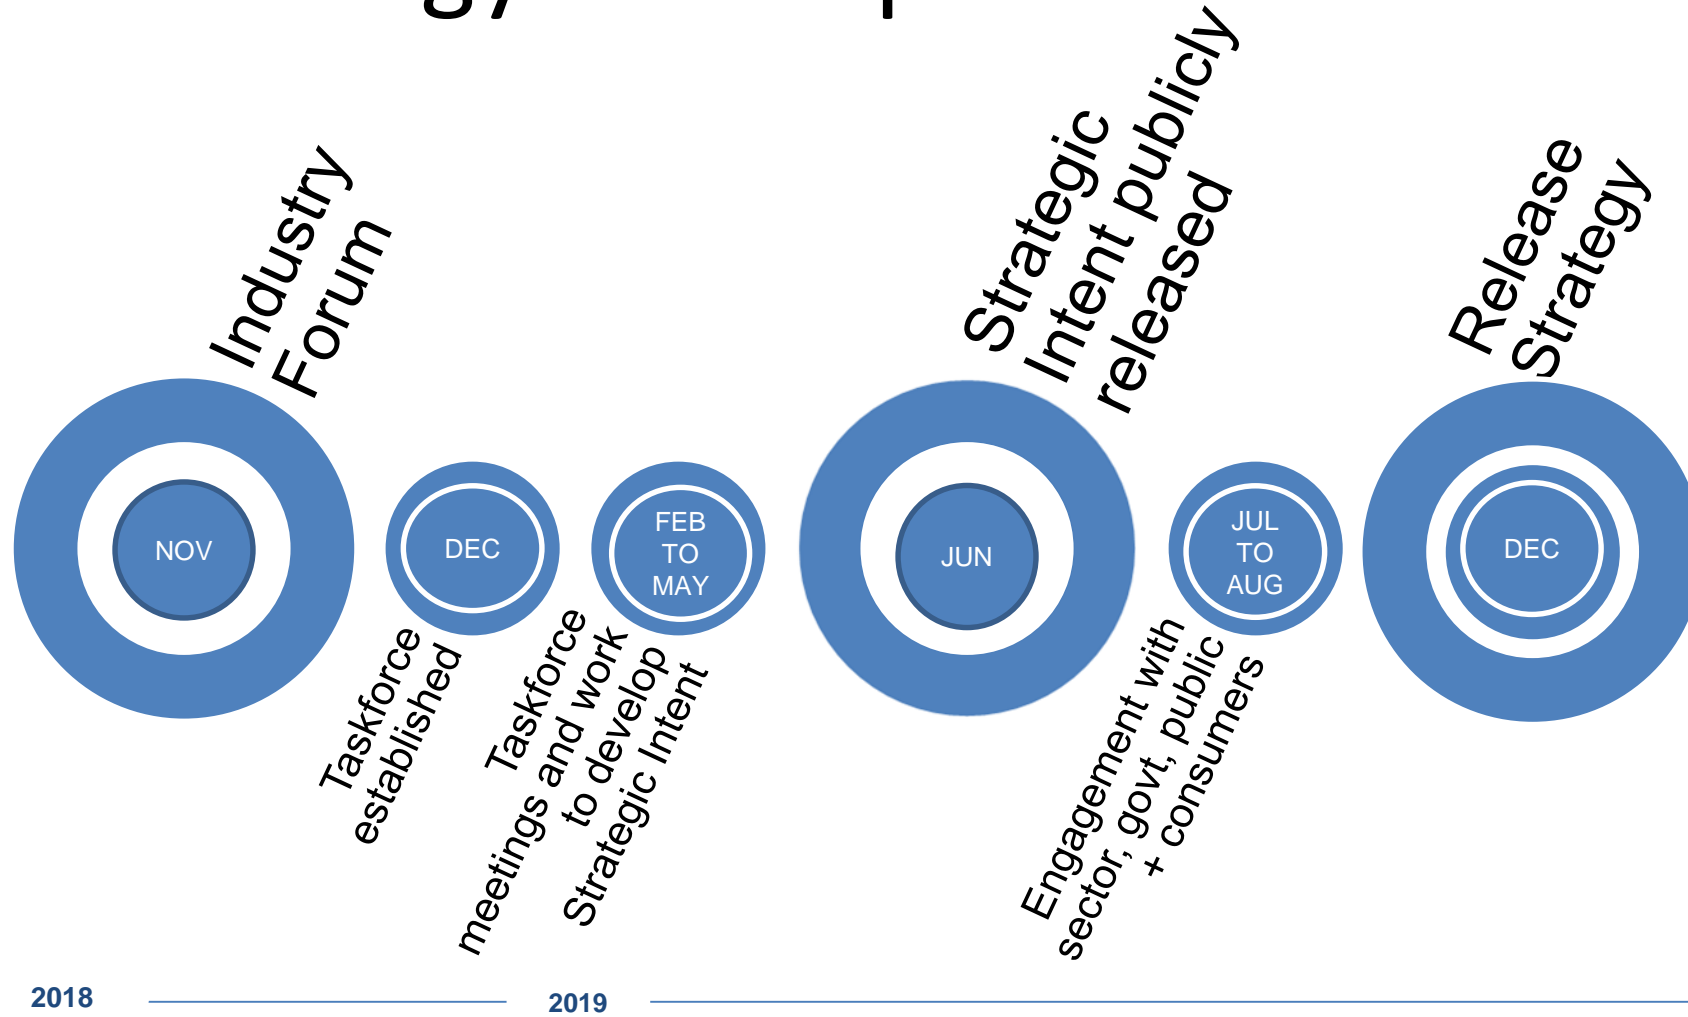 Industry
Forum
NOV
DEC
Taskforce
established
FEB
TO
MAY
Taskforce
meetings and work
to develop
Strategic Intent
Strategic
Intent publicly
released
JUN
JUL
TO
AUG
Engagement with
sector, govt, public
+ consumers
Release
Strategy
DEC
2018
2019